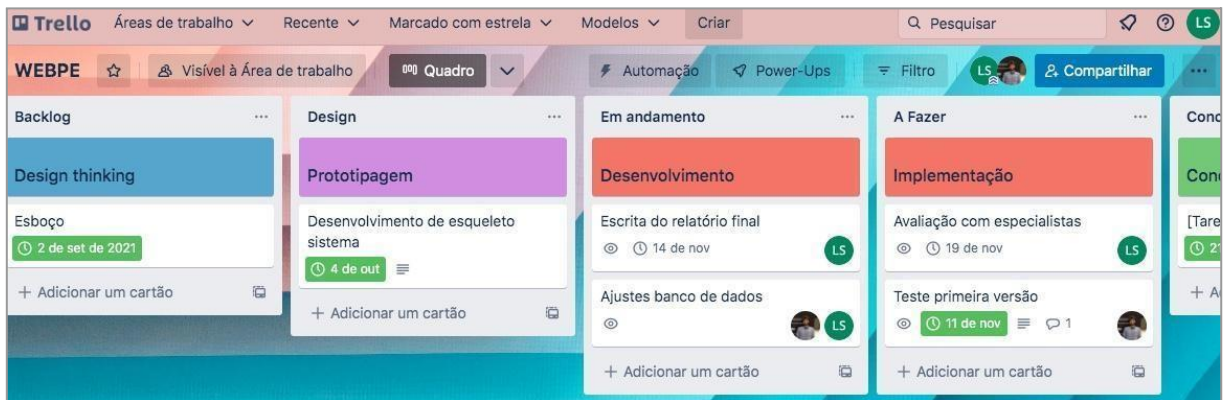 Trello Áreas de trabalho Recente Marcado com estrela Modelos Criar Pesquisar LS
WEBPE Visível à Área de trabalho Quadro Automação Power-Ups Filtro LS Compartilhar
Backlog
Design thinking
Esboço
2 de set de 2021
+ Adicionar um cartão
Design
Prototipagem
Desenvolvimento de esqueleto
sistema
4 de out
+ Adicionar um cartão
Em andamento
Desenvolvimento
Escrita do relatório final
14 de nov LS
Ajustes banco de dados
LS
+ Adicionar um cartão
A Fazer
Implementação
Avaliação com especialistas
19 de nov LS
Teste primeira versão
11 de nov 1
+ Adicionar um cartão